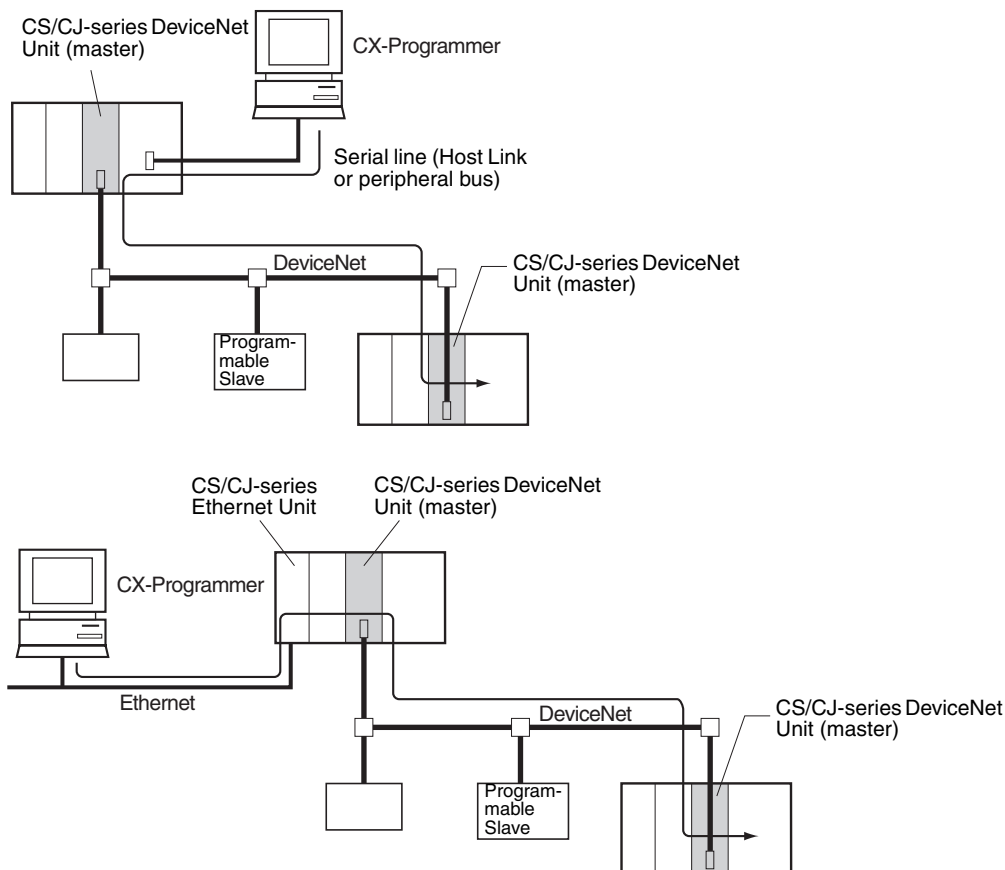 CS/CJ-series DeviceNet
Unit (master)
CX-Programmer
Serial line (Host Link
or peripheral bus)
DeviceNet
CS/CJ-series DeviceNet
Unit (master)
Program-
mable
Slave
CS/CJ-series
Ethernet Unit
CS/CJ-series DeviceNet
Unit (master)
CX-Programmer
Ethernet
DeviceNet
CS/CJ-series DeviceNet
Unit (master)
Program-
mable
Slave